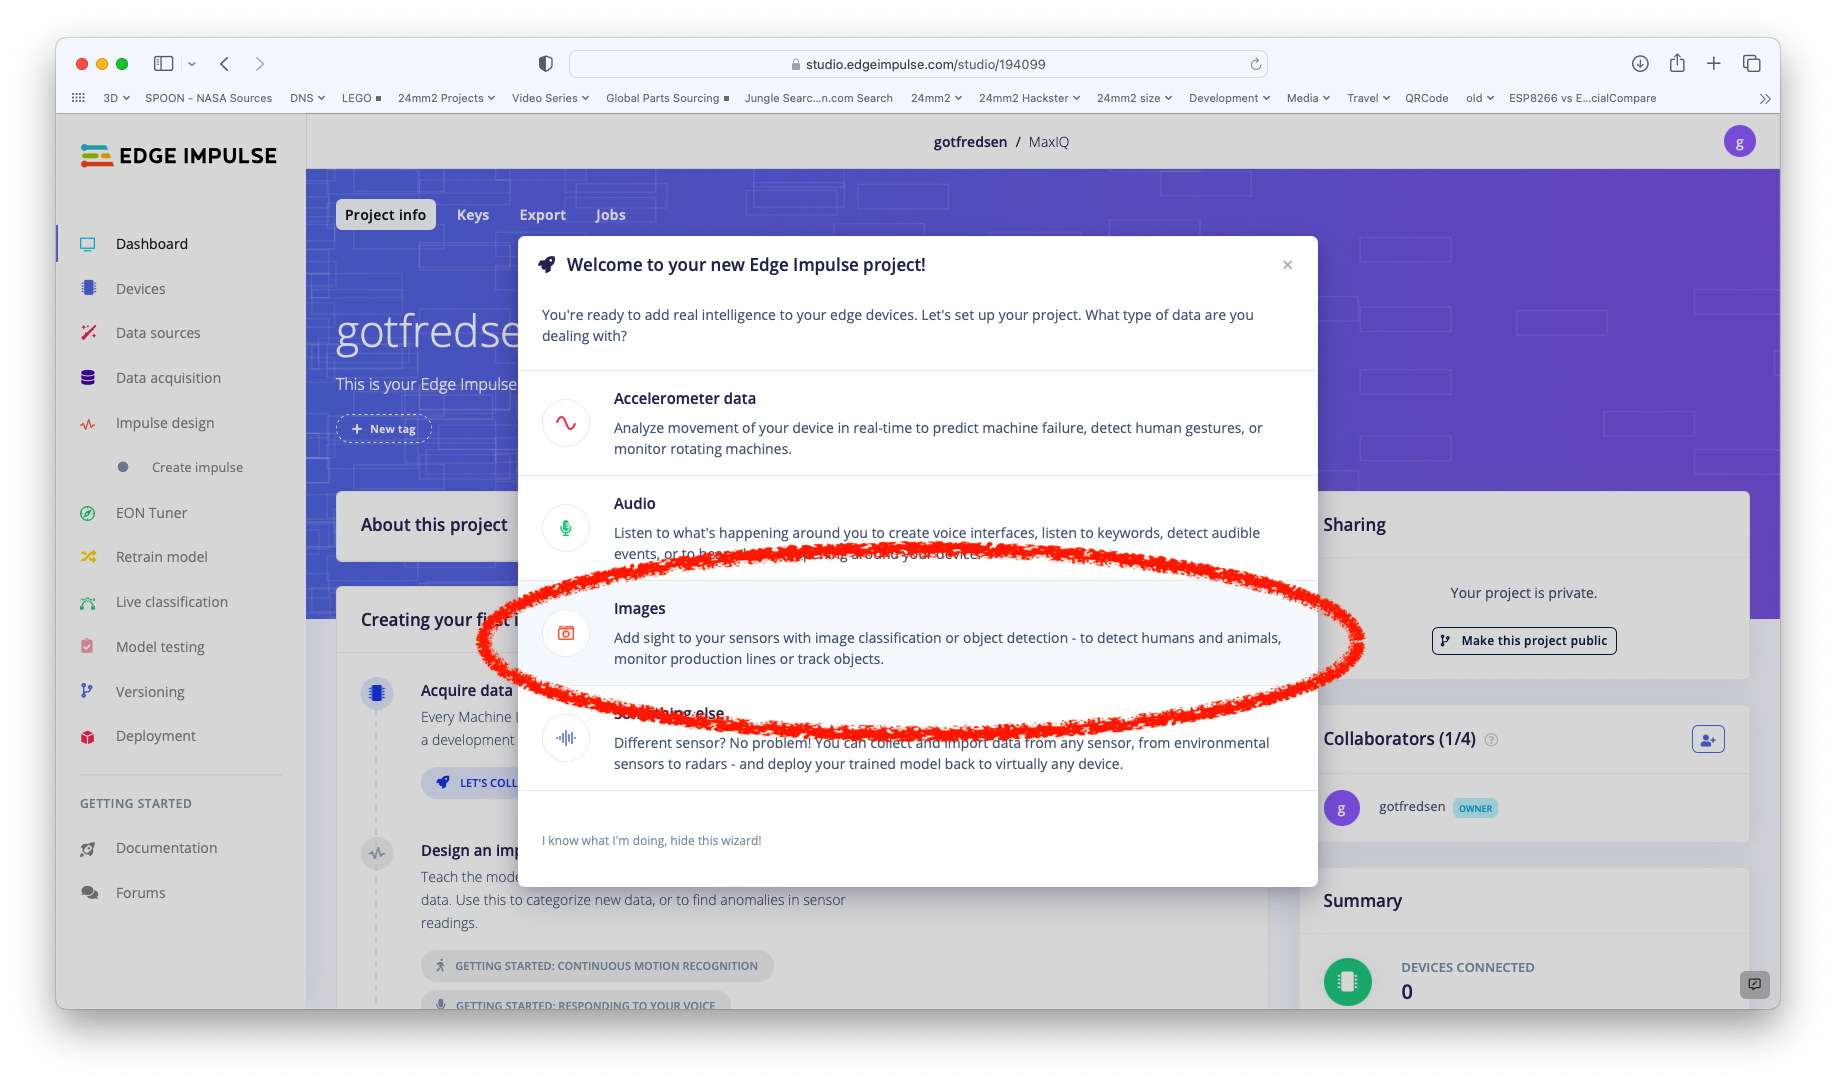 studio.edgeimpulse.com/studio/194099
3D
SPOON - NASA Sources
DNS
LEGO
24mm2 Projects
Video Series
Global Parts Sourcing
Jungle Searc...n.com Search
24mm2
24mm2 Hackster
24mm2 size
Development
Media
Travel
QRCode
old
ESP8266 vs E...cialCompare
EDGE IMPULSE
gotfredsen / MaxIQ
g
Dashboard
Devices
Data sources
Data acquisition
Impulse design
Create impulse
EON Tuner
Retrain model
Live classification
Model testing
Versioning
Deployment
GETTING STARTED
Documentation
Forums
Project info
Keys
Export
Jobs
gotfredse
This is your Edge Impulse
+ New tag
About this project
Creating your first i
Acquire data
Every Machine L
a development
LET'S COLL
Design an imp
Teach the mode
data. Use this to categorize new data, or to find anomalies in sensor
readings.
GETTING STARTED: CONTINUOUS MOTION RECOGNITION
GETTING STARTED: RESPONDING TO YOUR VOICE
Welcome to your new Edge Impulse project!
×
You're ready to add real intelligence to your edge devices. Let's set up your project. What type of data are you
dealing with?
Accelerometer data
Analyze movement of your device in real-time to predict machine failure, detect human gestures, or
monitor rotating machines.
Audio
Listen to what's happening around you to create voice interfaces, listen to keywords, detect audible
events, or to hear around your device.
Images
Add sight to your sensors with image classification or object detection - to detect humans and animals,
monitor production lines or track objects.
Something else
Different sensor? No problem! You can collect and import data from any sensor, from environmental
sensors to radars - and deploy your trained model back to virtually any device.
I know what I'm doing, hide this wizard!
Sharing
Your project is private.
Make this project public
Collaborators (1/4)
g
gotfredsen
OWNER
Summary
DEVICES CONNECTED
0